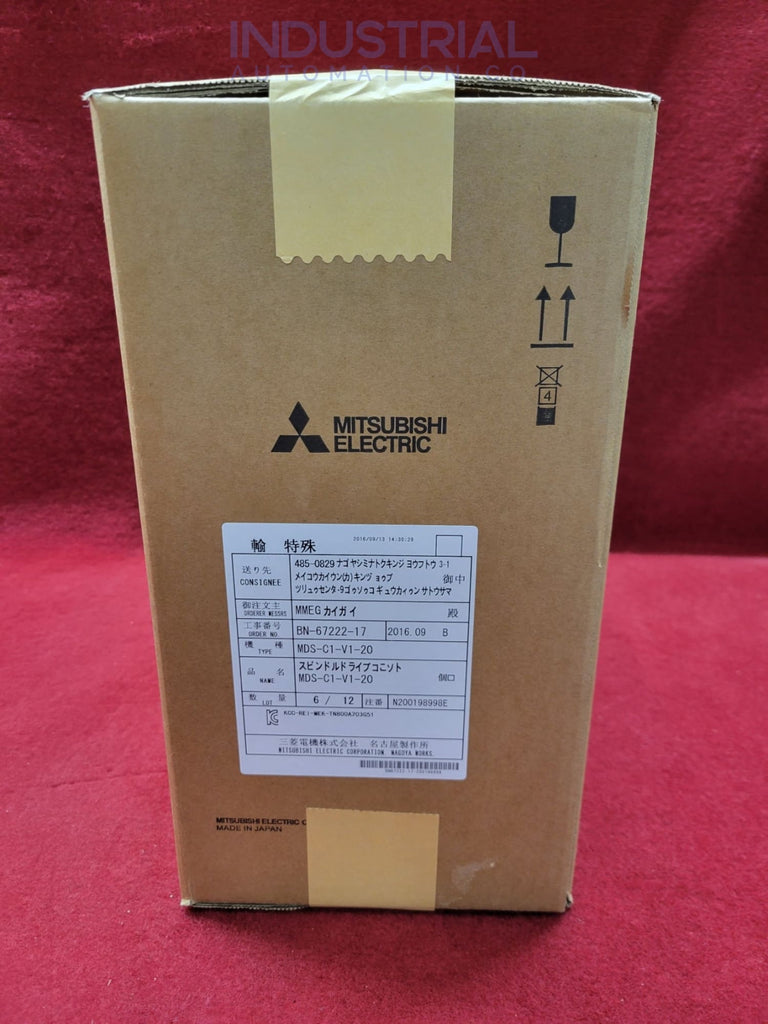 INDUSTRIAL
AUTOMATION CO
4
MITSUBISHI
ELECTRIC
輸 特殊 2016/09/13 14:30:29
送り先 CONSIGNEE 485-0829 ナゴヤシミナトクキンジョウフトウ 3-1
メイコウカイウン(カ)キンジョウブ 御中
ツリュウセンタ-9ゴウソウコギュウカイウンサトウサマ
御注文主 ORDERER MESSRS MMEG カイガイ 殿
工事番号 ORDER NO BN-67222-17 2016.09 B
機種 TYPE MDS-C1-V1-20
品名 NAME スピンドルドライブユニット
MDS-C1-V1-20 個口
数量 LOT 6 / 12 注番 N200198998E
KCC-REI-MEK-TN800A703G51
三菱電機株式会社 名古屋製作所
MITSUBISHI ELECTRIC CORPORATION NAGOYA WORKS
MITSUBISHI ELECTRIC C
MADE IN JAPAN